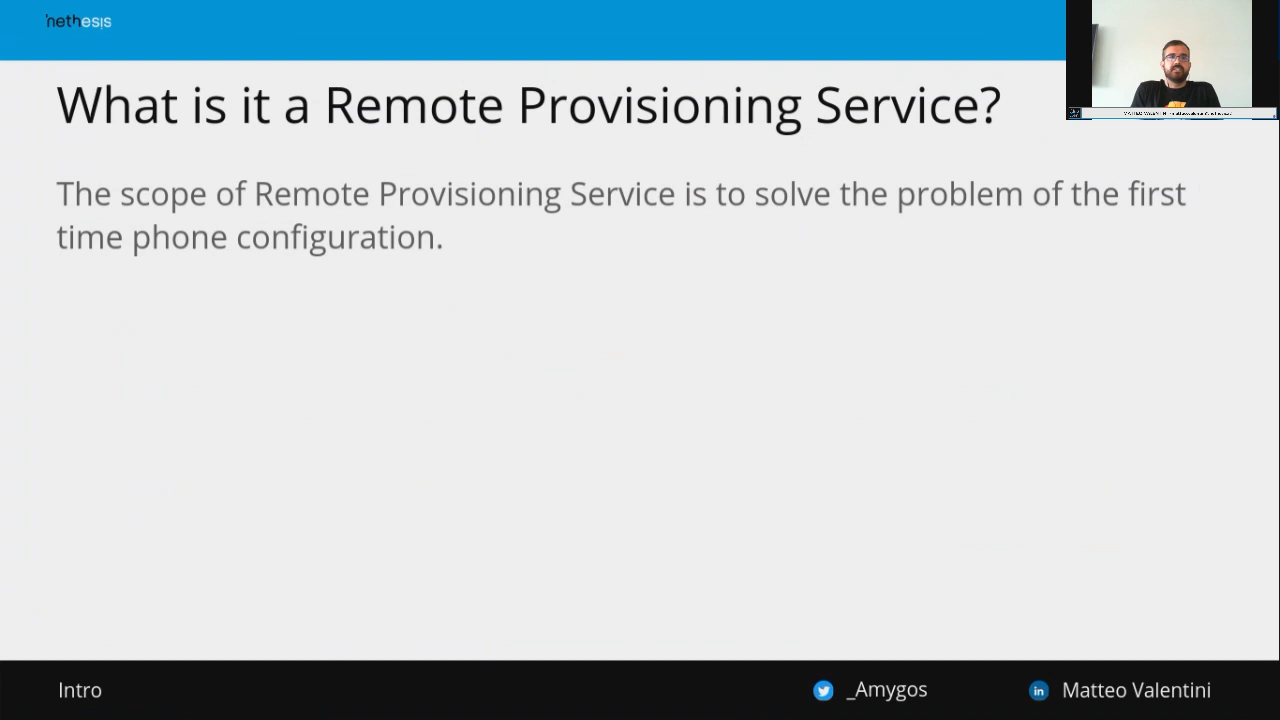 nethesis
What is it a Remote Provisioning Service?
The scope of Remote Provisioning Service is to solve the problem of the first
time phone configuration.
Intro
_Amygos
Matteo Valentini